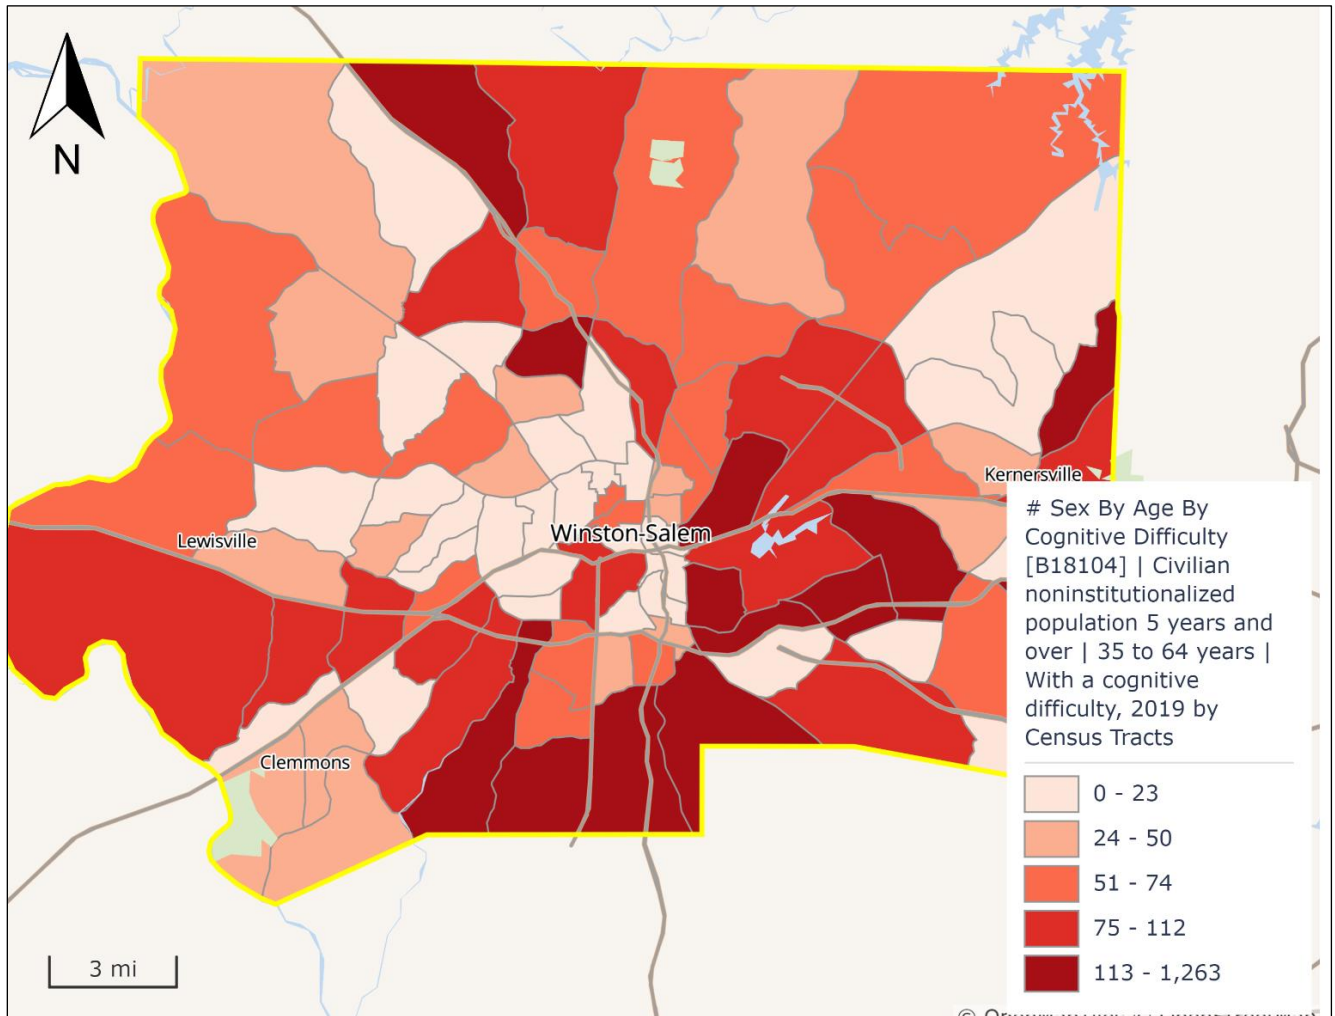 N
Kernersville
Winston-Salem
Lewisville
Clemmons
3 mi
# Sex By Age By
Cognitive Difficulty
[B18104] | Civilian
noninstitutionalized
population 5 years and
over | 35 to 64 years |
With a cognitive
difficulty, 2019 by
Census Tracts
0 - 23
24 - 50
51 - 74
75 - 112
113 - 1,263
©